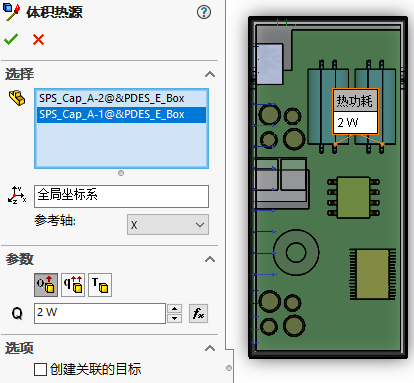 体积热源
选择
SPS_Cap_A-2@&PDES_E_Box
SPS_Cap_A-1@&PDES_E_Box
全局坐标系
参考轴:
X
参数
Q
2 W
选项
创建关联的目标
热功耗
2 W